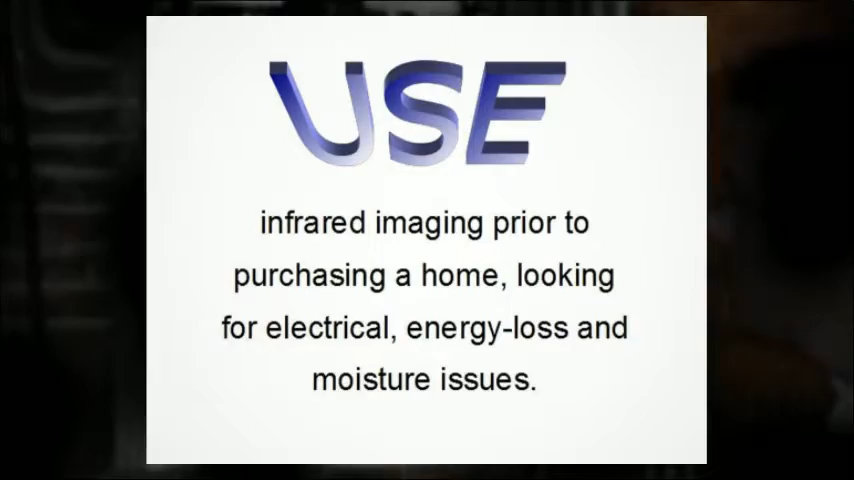 USE
infrared imaging prior to
purchasing a home, looking
for electrical, energy-loss and
moisture issues.